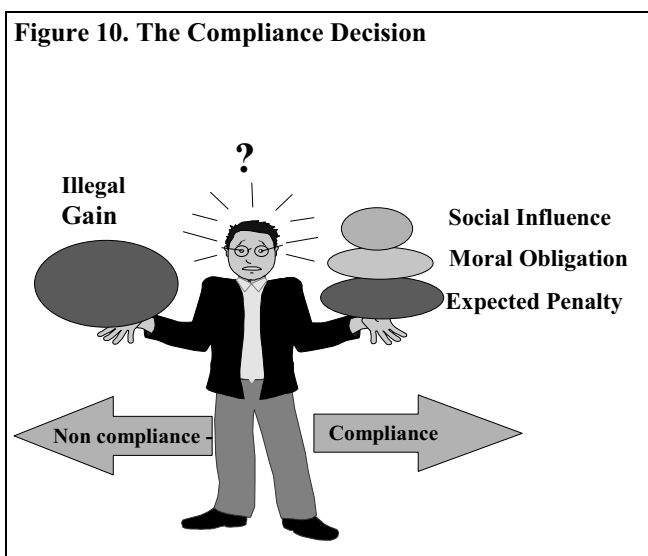 Figure 10. The Compliance Decision
?
Illegal
Gain
Social Influence
Moral Obligation
Expected Penalty
Non compliance -
Compliance